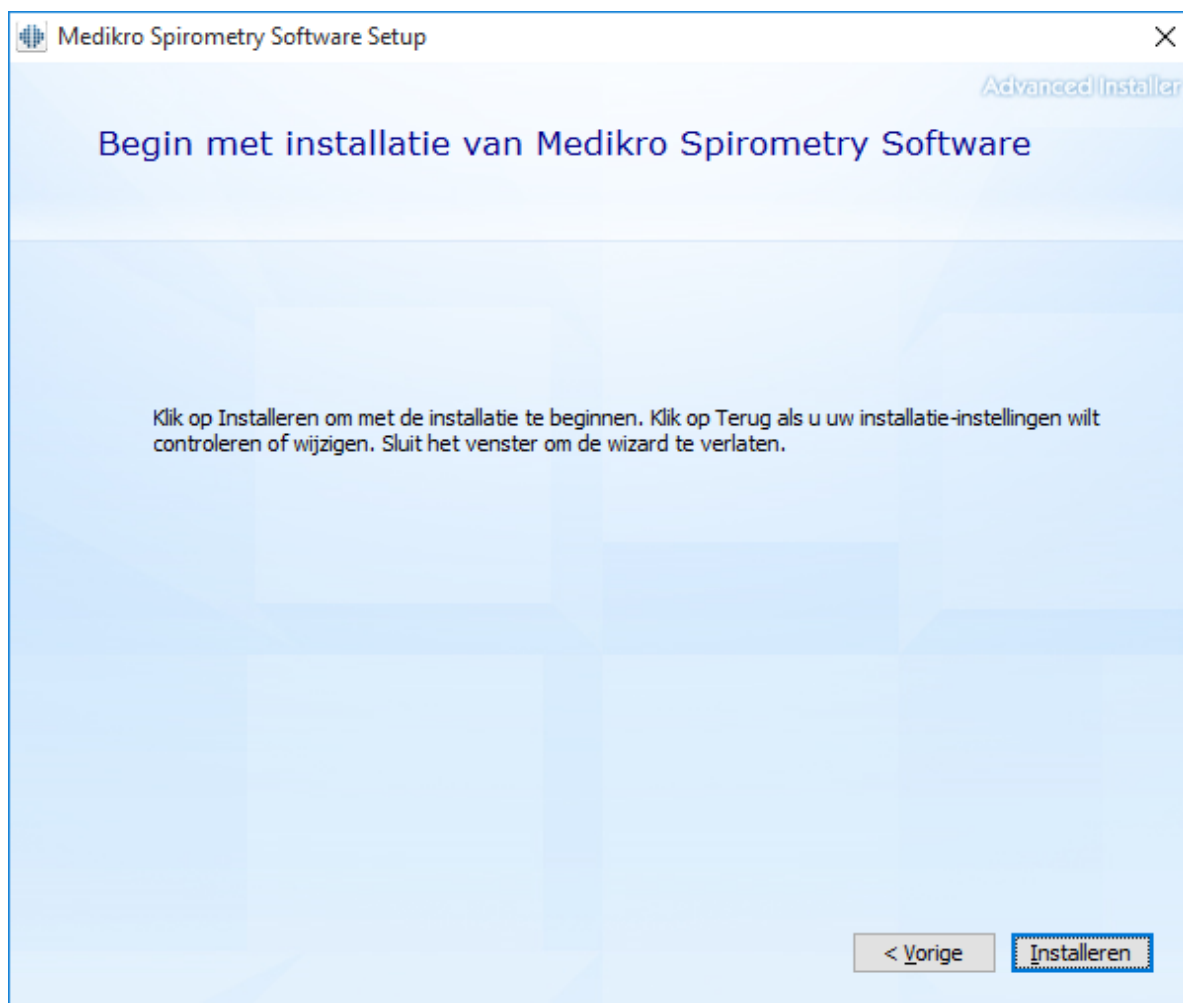 Medikro Spirometry Software Setup
Advanced Installer
Begin met installatie van Medikro Spirometry Software
Klik op Installeren om met de installatie te beginnen. Klik op Terug als u uw installatie-instellingen wilt
controleren of wijzigen. Sluit het venster om de wizard te verlaten.
< Vorige
Installeren